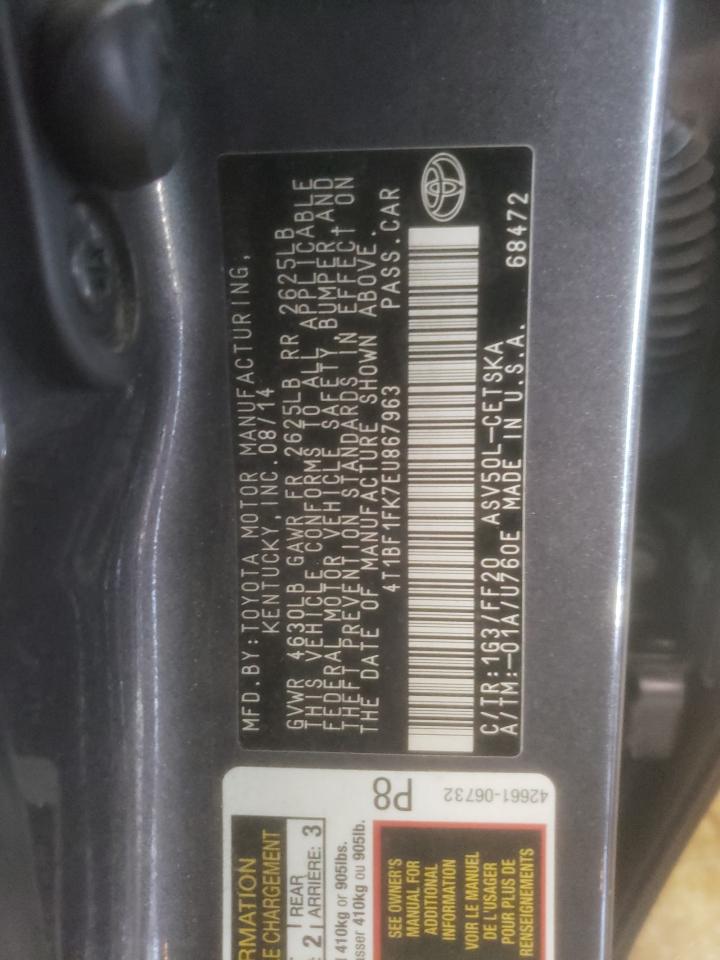 MFD.BY:TOYOTA MOTOR MANUFACTURING,
KENTUCKY, INC. 08/14
GVWR 4630LB GAWR FR 2625LB RR 2625LB
THIS VEHICLE CONFORMS TO ALL APPLICABLE
FEDERAL MOTOR VEHICLE SAFETY, BUMPER, AND
THEFT PREVENTION STANDARDS IN EFFECT ON
THE DATE OF MANUFACTURE SHOWN ABOVE.
4T1BF1FK7EU867963 PASS.CAR
C/TR:1G3/FF20 ASV50L-CETSKA
A/TM:-01A/U760E MADE IN U.S.A. 68472
P8
42661-06732
RMATION
E CHARGEMENT
2 REAR
ARRIÈRE: 3
410kg or 905lbs.
asser 410kg ou 905lb.
SEE OWNER'S
MANUAL FOR
ADDITIONAL
INFORMATION
VOIR LE MANUEL
DE L'USAGER
POUR PLUS DE
RENSEIGNEMENTS